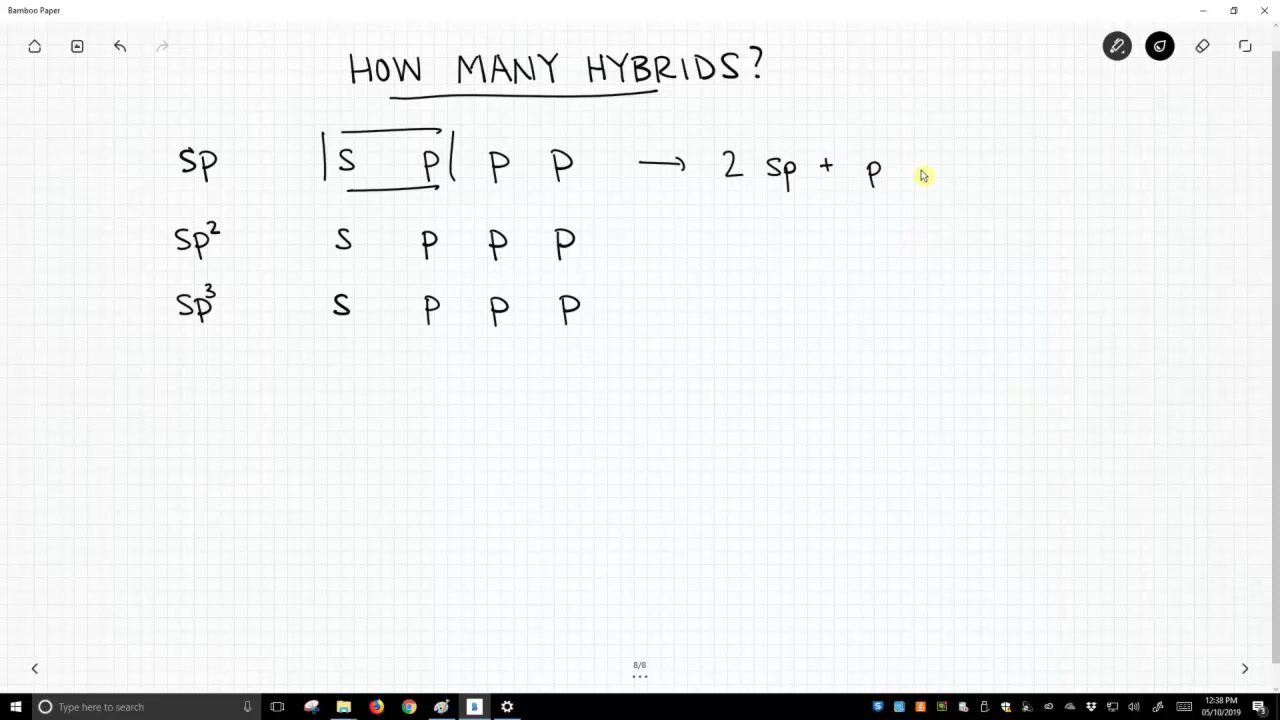 Bamboo Paper
HOW MANY HYBRIDS?
sp s p p p → 2 sp + p
sp² s p p p
sp³ s p p p
8/8
Type here to search
12:38 PM
05/10/2019